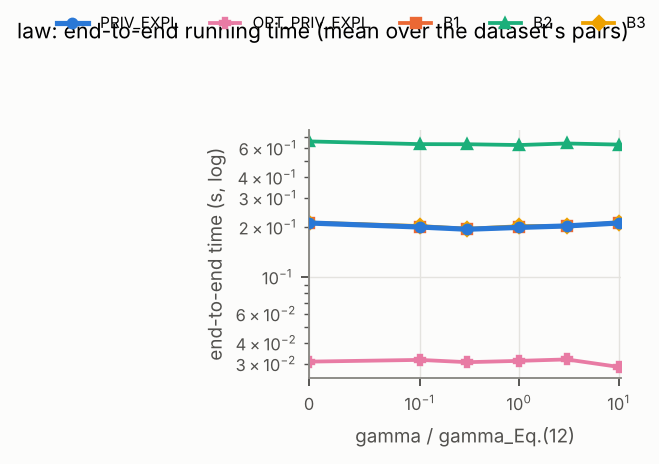 PRIV_EXPL OPT_PRIV_EXPL B1 B2 B3
law: end-to-end running time (mean over the dataset's pairs)
6 × 10⁻¹
4 × 10⁻¹
3 × 10⁻¹
2 × 10⁻¹
10⁻¹
6 × 10⁻²
4 × 10⁻²
3 × 10⁻²
end-to-end time (s, log)
0 10⁻¹ 10⁰ 10¹
gamma / gamma_Eq.(12)